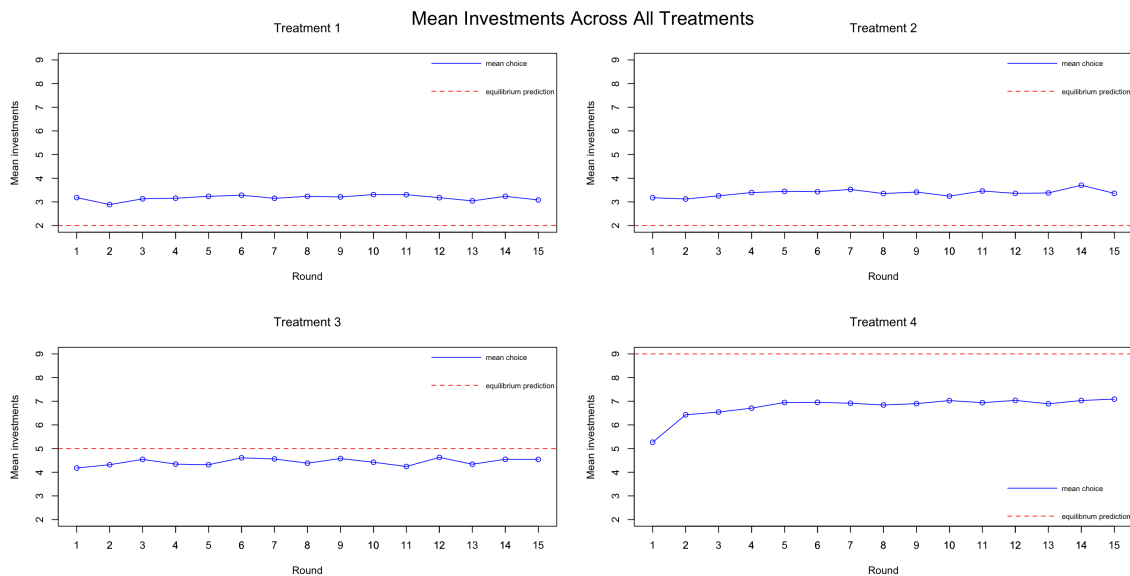 Mean Investments Across All Treatments
Treatment 1
Mean investments
9
8
7
6
5
4
3
2
mean choice
equilibrium prediction
1 2 3 4 5 6 7 8 9 10 11 12 13 14 15
Round
Treatment 2
Mean investments
9
8
7
6
5
4
3
2
mean choice
equilibrium prediction
1 2 3 4 5 6 7 8 9 10 11 12 13 14 15
Round
Treatment 3
Mean investments
9
8
7
6
5
4
3
2
mean choice
equilibrium prediction
1 2 3 4 5 6 7 8 9 10 11 12 13 14 15
Round
Treatment 4
Mean investments
9
8
7
6
5
4
3
2
mean choice
equilibrium prediction
1 2 3 4 5 6 7 8 9 10 11 12 13 14 15
Round